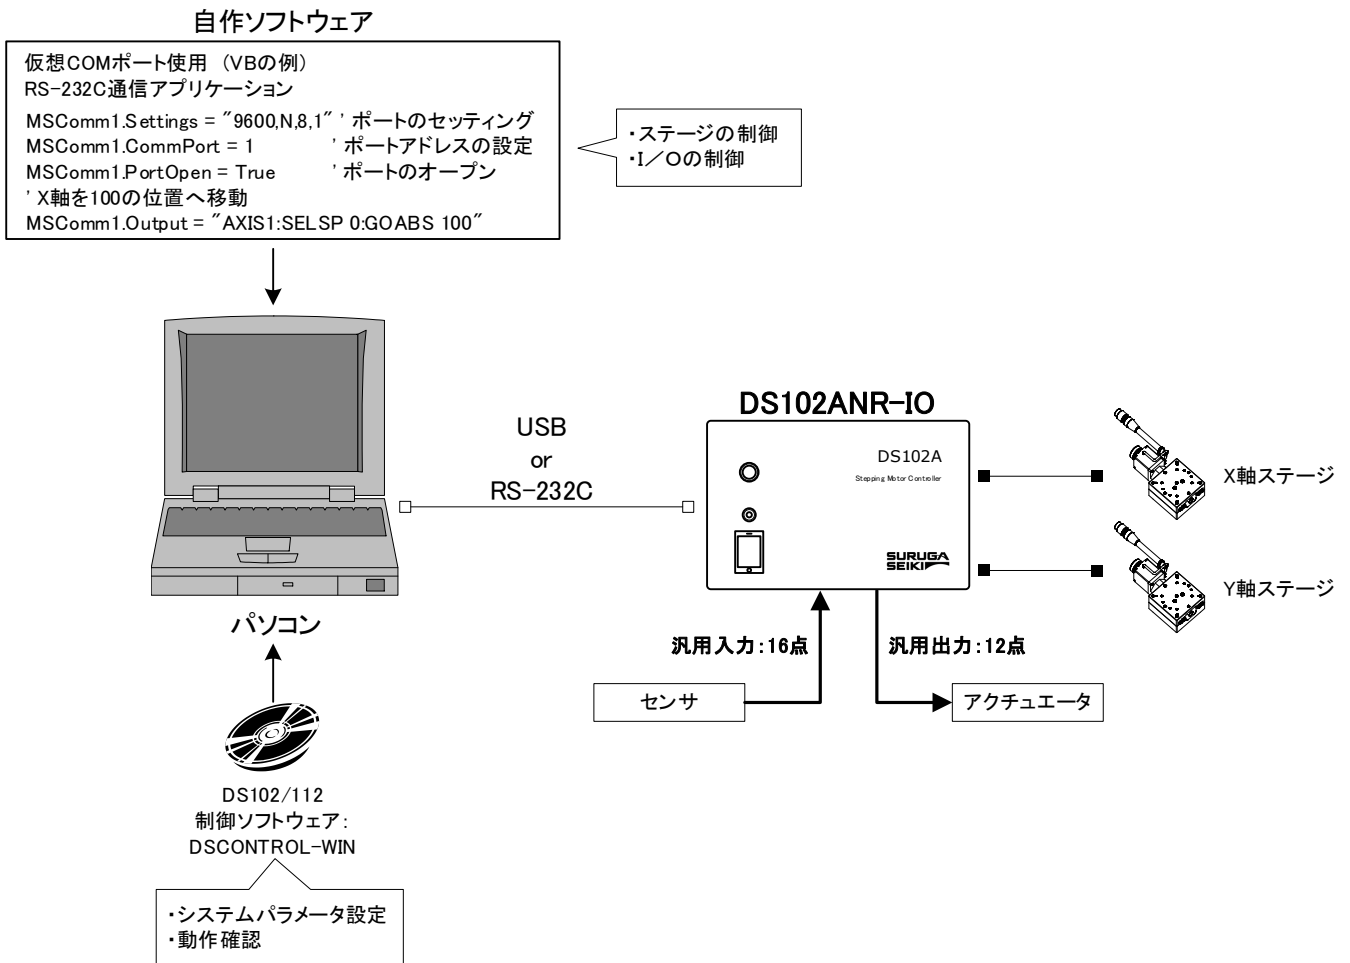 自作ソフトウェア
仮想COMポート使用 (VBの例)
RS-232C通信アプリケーション
MSComm1.Settings = "9600,N,8,1" ' ポートのセッティング
MSComm1.CommPort = 1 ' ポートアドレスの設定
MSComm1.PortOpen = True ' ポートのオープン
' X軸を100の位置へ移動
MSComm1.Output = "AXIS1:SELSP 0:GOABS 100"
・ステージの制御
・I/Oの制御
USB
or
RS-232C
パソコン
DS102ANR-IO
DS102A
Stepping Motor Controller
SURUGA
SEIKI
X軸ステージ
Y軸ステージ
汎用入力:16点
汎用出力:12点
センサ
アクチュエータ
DS102/112
制御ソフトウェア:
DSCONTROL-WIN
・システムパラメータ設定
・動作確認